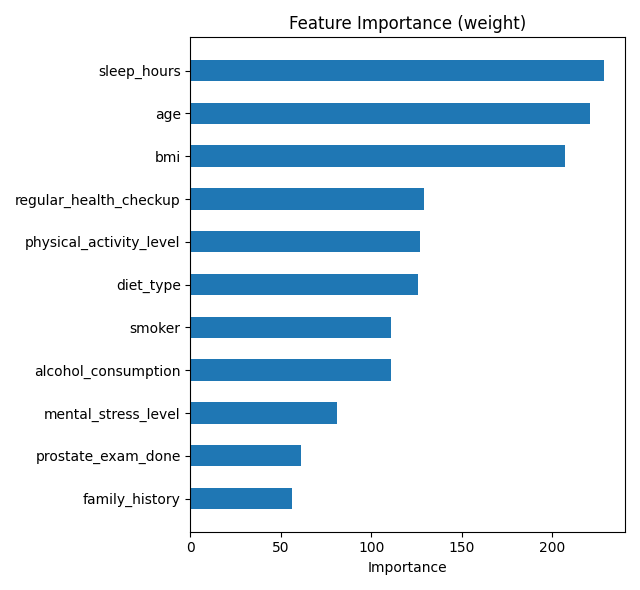 Feature Importance (weight)
sleep_hours
age
bmi
regular_health_checkup
physical_activity_level
diet_type
smoker
alcohol_consumption
mental_stress_level
prostate_exam_done
family_history
0 50 100 150 200
Importance